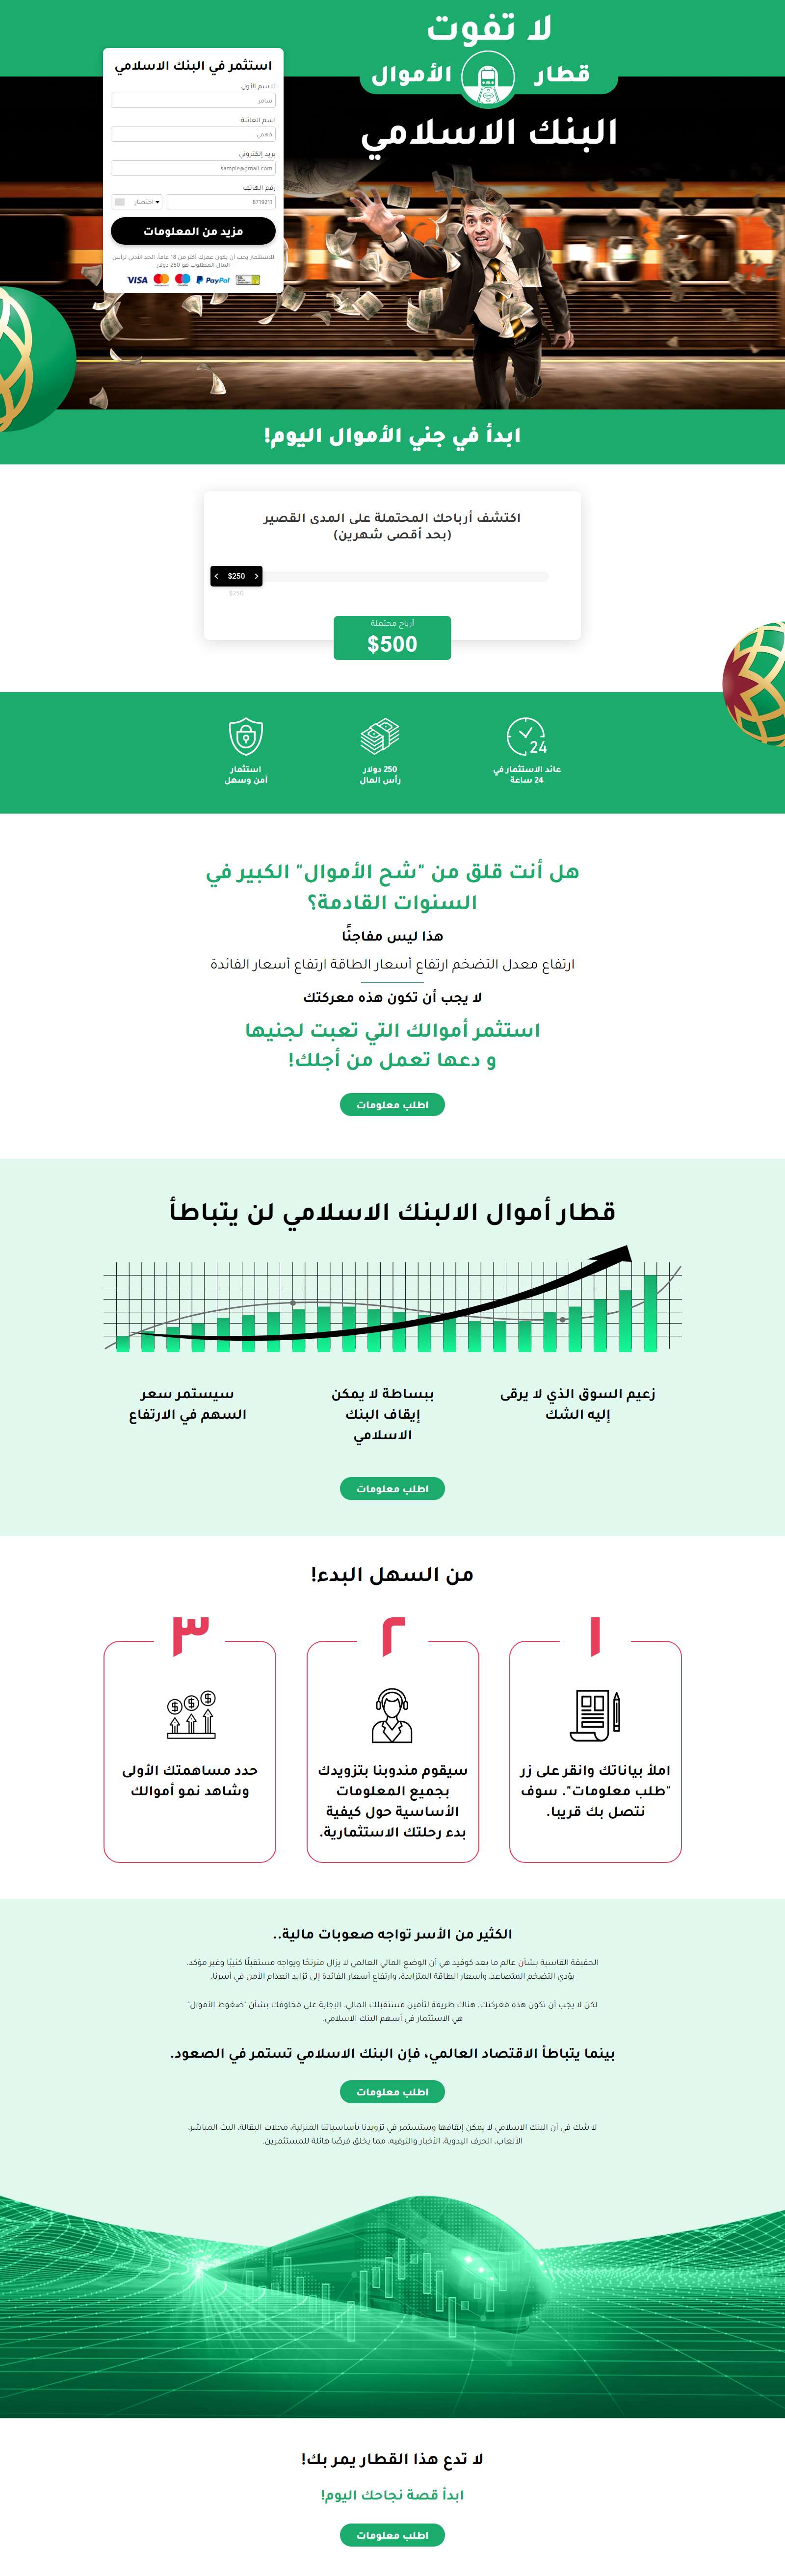 لا تفوت
قطار الأموال
البنك الاسلامي
استثمر في البنك الاسلامي
الاسم الأول
سامر
اسم العائلة
فهمي
بريد إلكتروني
sample@gmail.com
رقم الهاتف
8719211
اختصار
مزيد من المعلومات
للاستثمار يجب أن يكون عمرك أكثر من 18 عاماً. الحد الأدنى لرأس
المال المطلوب هو 250 دولار
VISA
PayPal
ابدأ في جني الأموال اليوم!
اكتشف أرباحك المحتملة على المدى القصير
(بحد أقصى شهرين)
$250
$250
أرباح محتملة
$500
24
عائد الاستثمار في
24 ساعة
250 دولار
رأس المال
استثمار
آمن وسهل
هل أنت قلق من "شح الأموال" الكبير في
السنوات القادمة؟
هذا ليس مفاجئًا
ارتفاع معدل التضخم ارتفاع أسعار الطاقة ارتفاع أسعار الفائدة
لا يجب أن تكون هذه معركتك
استثمر أموالك التي تعبت لجنيها
و دعها تعمل من أجلك!
اطلب معلومات
قطار أموال الالبنك الاسلامي لن يتباطأ
زعيم السوق الذي لا يرقى
إليه الشك
ببساطة لا يمكن
إيقاف البنك
الاسلامي
سيستمر سعر
السهم في الارتفاع
اطلب معلومات
من السهل البدء!
١
املأ بياناتك وانقر على زر
"طلب معلومات". سوف
نتصل بك قريبا.
٢
سيقوم مندوبنا بتزويدك
بجميع المعلومات
الأساسية حول كيفية
بدء رحلتك الاستثمارية.
٣
حدد مساهمتك الأولى
وشاهد نمو أموالك
الكثير من الأسر تواجه صعوبات مالية..
الحقيقة القاسية بشأن عالم ما بعد كوفيد هي أن الوضع المالي العالمي لا يزال مترنحًا ويواجه مستقبلًا كئيبًا وغير مؤكد.
يؤدي التضخم المتصاعد، وأسعار الطاقة المتزايدة، وارتفاع أسعار الفائدة إلى تزايد انعدام الأمن في أسرنا.
لكن لا يجب أن تكون هذه معركتك. هناك طريقة لتأمين مستقبلك المالي. الإجابة على مخاوفك بشأن "ضغوط الأموال"
هي الاستثمار في أسهم البنك الاسلامي.
بينما يتباطأ الاقتصاد العالمي، فإن البنك الاسلامي تستمر في الصعود.
اطلب معلومات
لا شك في أن البنك الاسلامي لا يمكن إيقافها وستستمر في تزويدنا بأساسياتنا المنزلية، محلات البقالة، البث المباشر،
الألعاب، الحرف اليدوية، الأخبار والترفيه، مما يخلق فرصًا هائلة للمستثمرين.
لا تدع هذا القطار يمر بك!
ابدأ قصة نجاحك اليوم!
اطلب معلومات